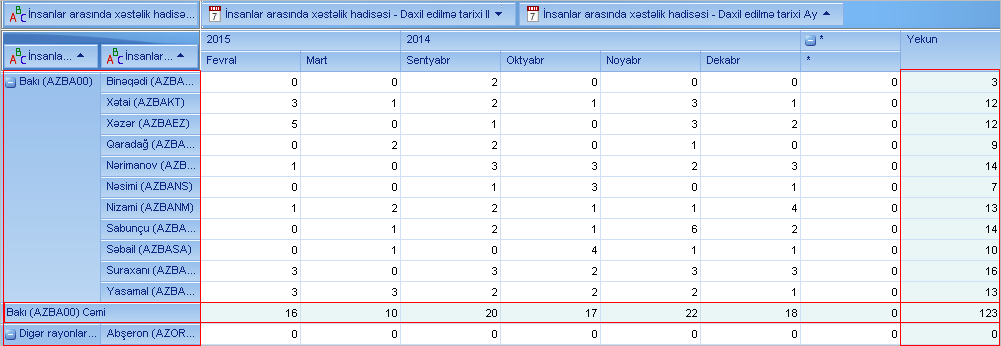 İnsanlar arasında xəstəlik hadisə... İnsanlar arasında xəstəlik hadisəsi - Daxil edilmə tarixi İl İnsanlar arasında xəstəlik hadisəsi - Daxil edilmə tarixi Ay
2015 2014 * Yekun
İnsanla... İnsanlar... Fevral Mart Sentyabr Oktyabr Noyabr Dekabr *
Bakı (AZBA00) Binəqədi (AZBA... 0 0 2 0 0 0 0 3
Xətai (AZBAKT) 3 1 2 1 3 1 0 12
Xəzər (AZBAEZ) 5 0 1 0 3 2 0 12
Qaradağ (AZBA... 0 2 2 0 1 0 0 9
Nərimanov (AZB... 1 0 3 3 2 3 0 14
Nəsimi (AZBANS) 0 0 1 3 0 1 0 7
Nizami (AZBANM) 1 2 2 1 1 4 0 13
Sabunçu (AZBA... 0 1 2 1 6 2 0 14
Səbail (AZBASA) 0 1 0 4 1 1 0 10
Suraxanı (AZBA... 3 0 3 2 3 3 0 16
Yasamal (AZBA... 3 3 2 2 2 1 0 13
Bakı (AZBA00) Cəmi 16 10 20 17 22 18 0 123
Digər rayonlar... Abşeron (AZOR... 0 0 0 0 0 0 0 0